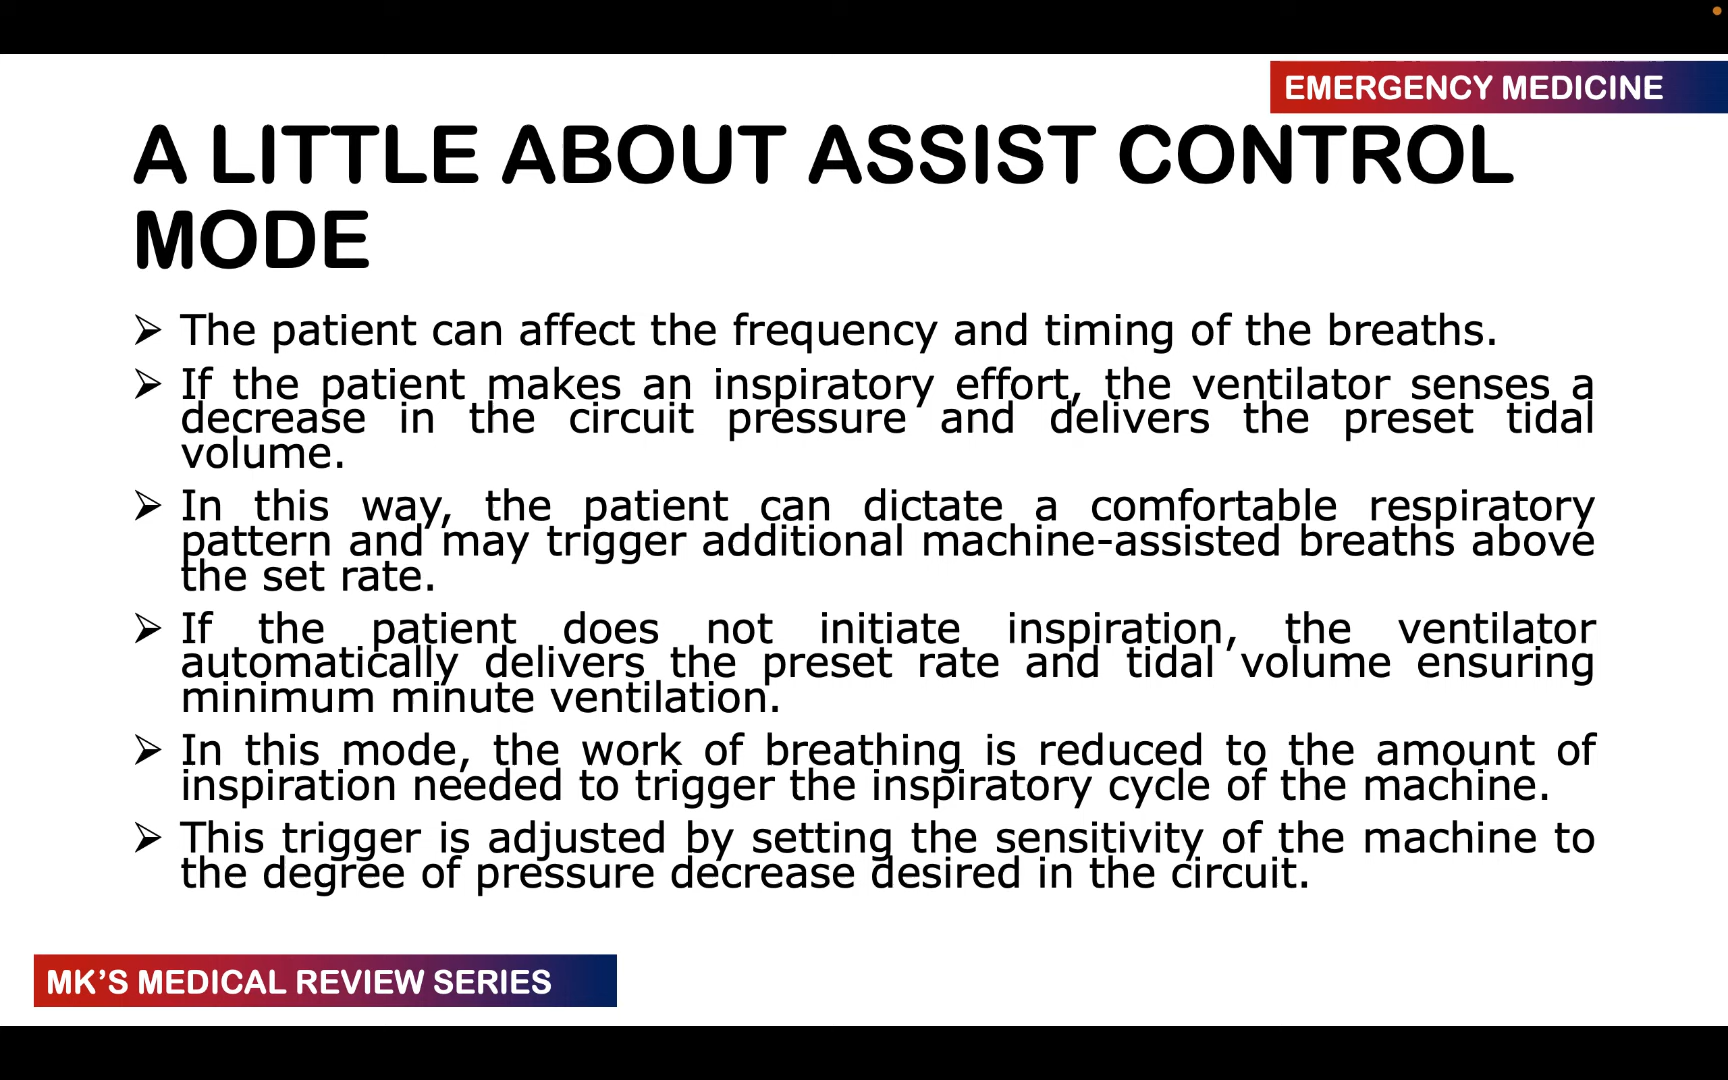 EMERGENCY MEDICINE
A LITTLE ABOUT ASSIST CONTROL
MODE
➢ The patient can affect the frequency and timing of the breaths.
➢ If the patient makes an inspiratory effort, the ventilator senses a
decrease in the circuit pressure and delivers the preset tidal
volume.
➢ In this way, the patient can dictate a comfortable respiratory
pattern and may trigger additional machine-assisted breaths above
the set rate.
➢ If the patient does not initiate inspiration, the ventilator
automatically delivers the preset rate and tidal volume ensuring
minimum minute ventilation.
➢ In this mode, the work of breathing is reduced to the amount of
inspiration needed to trigger the inspiratory cycle of the machine.
➢ This trigger is adjusted by setting the sensitivity of the machine to
the degree of pressure decrease desired in the circuit.
MK’S MEDICAL REVIEW SERIES